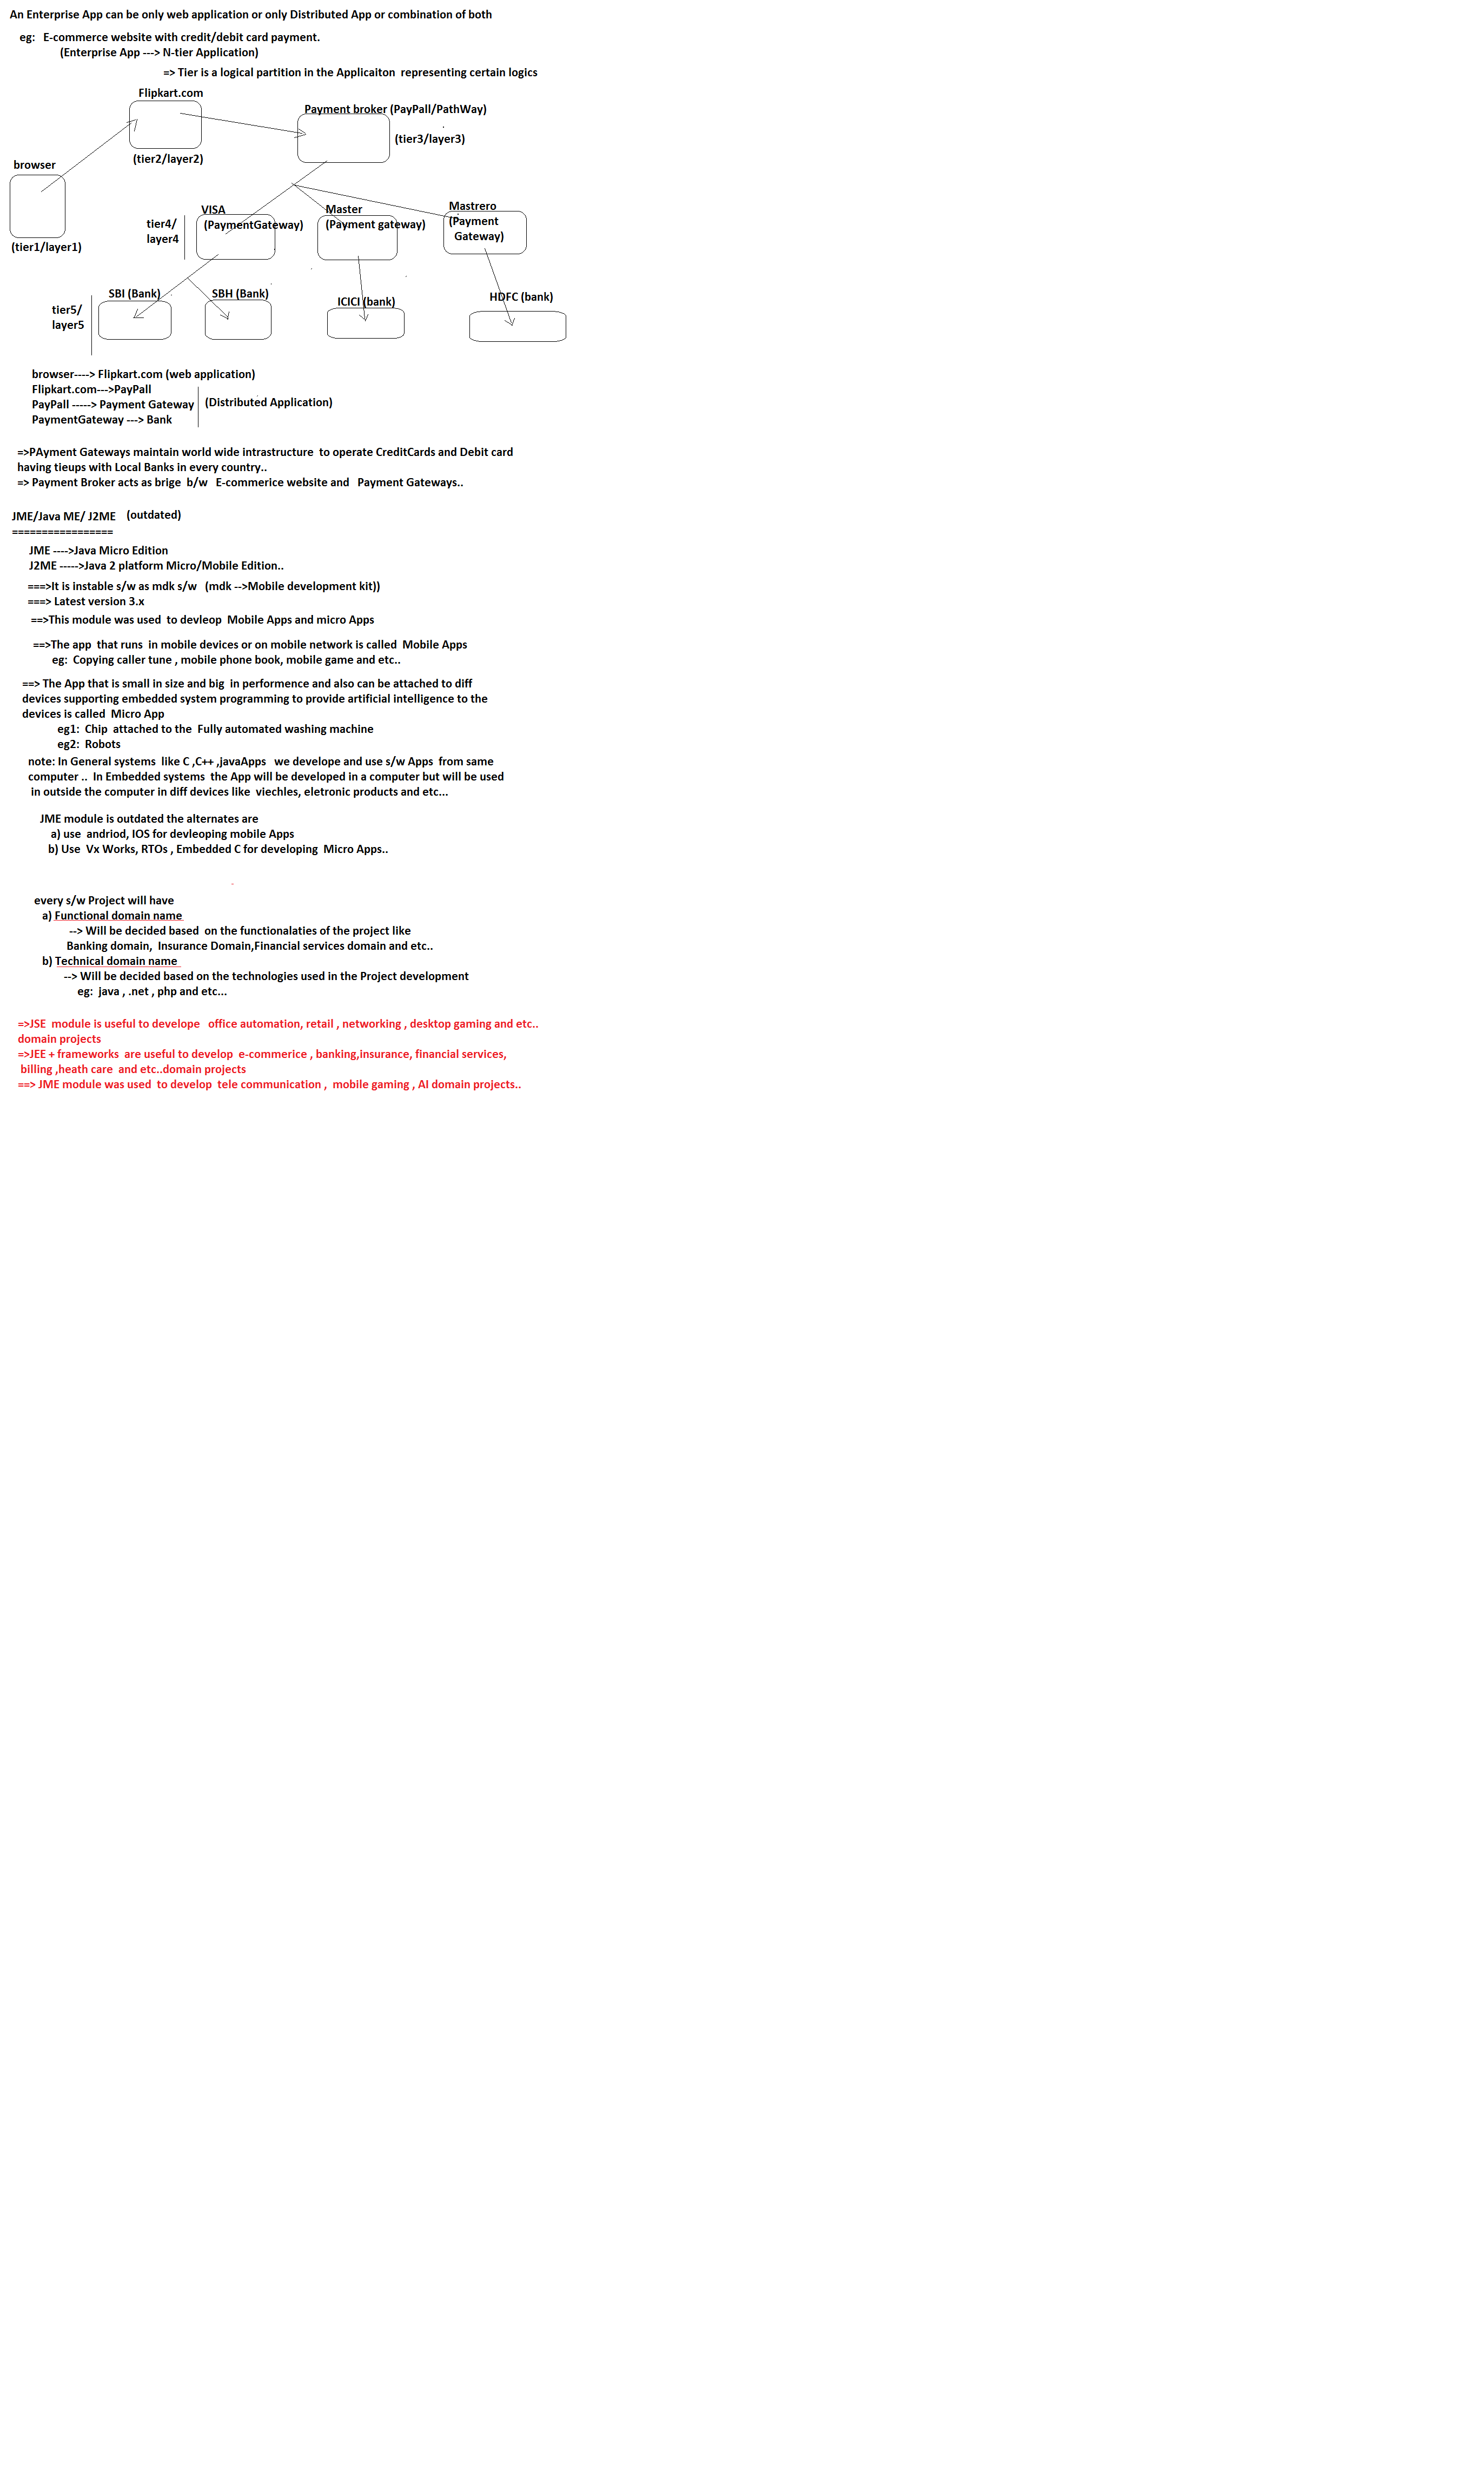 An Enterprise App can be only web application or only Distributed App or combination of both
eg: E-commerce website with credit/debit card payment.
(Enterprise App ---> N-tier Application)
=> Tier is a logical partition in the Applicaiton representing certain logics
Flipkart.com
Payment broker (PayPall/PathWay)
(tier3/layer3)
(tier2/layer2)
browser
(tier1/layer1)
tier4/
layer4
VISA
(PaymentGateway)
Master
(Payment gateway)
Mastrero
(Payment
Gateway)
tier5/
layer5
SBI (Bank)
SBH (Bank)
ICICI (bank)
HDFC (bank)
browser----> Flipkart.com (web application)
Flipkart.com--->PayPall
PayPall -----> Payment Gateway
(Distributed Application)
PaymentGateway ---> Bank
=>PAyment Gateways maintain world wide intrastructure to operate CreditCards and Debit card
having tieups with Local Banks in every country..
=> Payment Broker acts as brige b/w E-commerice website and Payment Gateways..
JME/Java ME/ J2ME (outdated)
=================
JME ---->Java Micro Edition
J2ME ----->Java 2 platform Micro/Mobile Edition..
===>It is instable s/w as mdk s/w (mdk -->Mobile development kit))
===> Latest version 3.x
==>This module was used to devleop Mobile Apps and micro Apps
==>The app that runs in mobile devices or on mobile network is called Mobile Apps
eg: Copying caller tune , mobile phone book, mobile game and etc..
==> The App that is small in size and big in performence and also can be attached to diff
devices supporting embedded system programming to provide artificial intelligence to the
devices is called Micro App
eg1: Chip attached to the Fully automated washing machine
eg2: Robots
note: In General systems like C ,C++ ,javaApps we develope and use s/w Apps from same
computer .. In Embedded systems the App will be developed in a computer but will be used
in outside the computer in diff devices like viechles, eletronic products and etc...
JME module is outdated the alternates are
a) use andriod, IOS for devleoping mobile Apps
b) Use Vx Works, RTOs , Embedded C for developing Micro Apps..
every s/w Project will have
a) Functional domain name
--> Will be decided based on the functionalaties of the project like
Banking domain, Insurance Domain,Financial services domain and etc..
b) Technical domain name
--> Will be decided based on the technologies used in the Project development
eg: java , .net , php and etc...
=>JSE module is useful to develope office automation, retail , networking , desktop gaming and etc..
domain projects
=>JEE + frameworks are useful to develop e-commerice , banking,insurance, financial services,
billing ,heath care and etc..domain projects
==> JME module was used to develop tele communication , mobile gaming , AI domain projects..